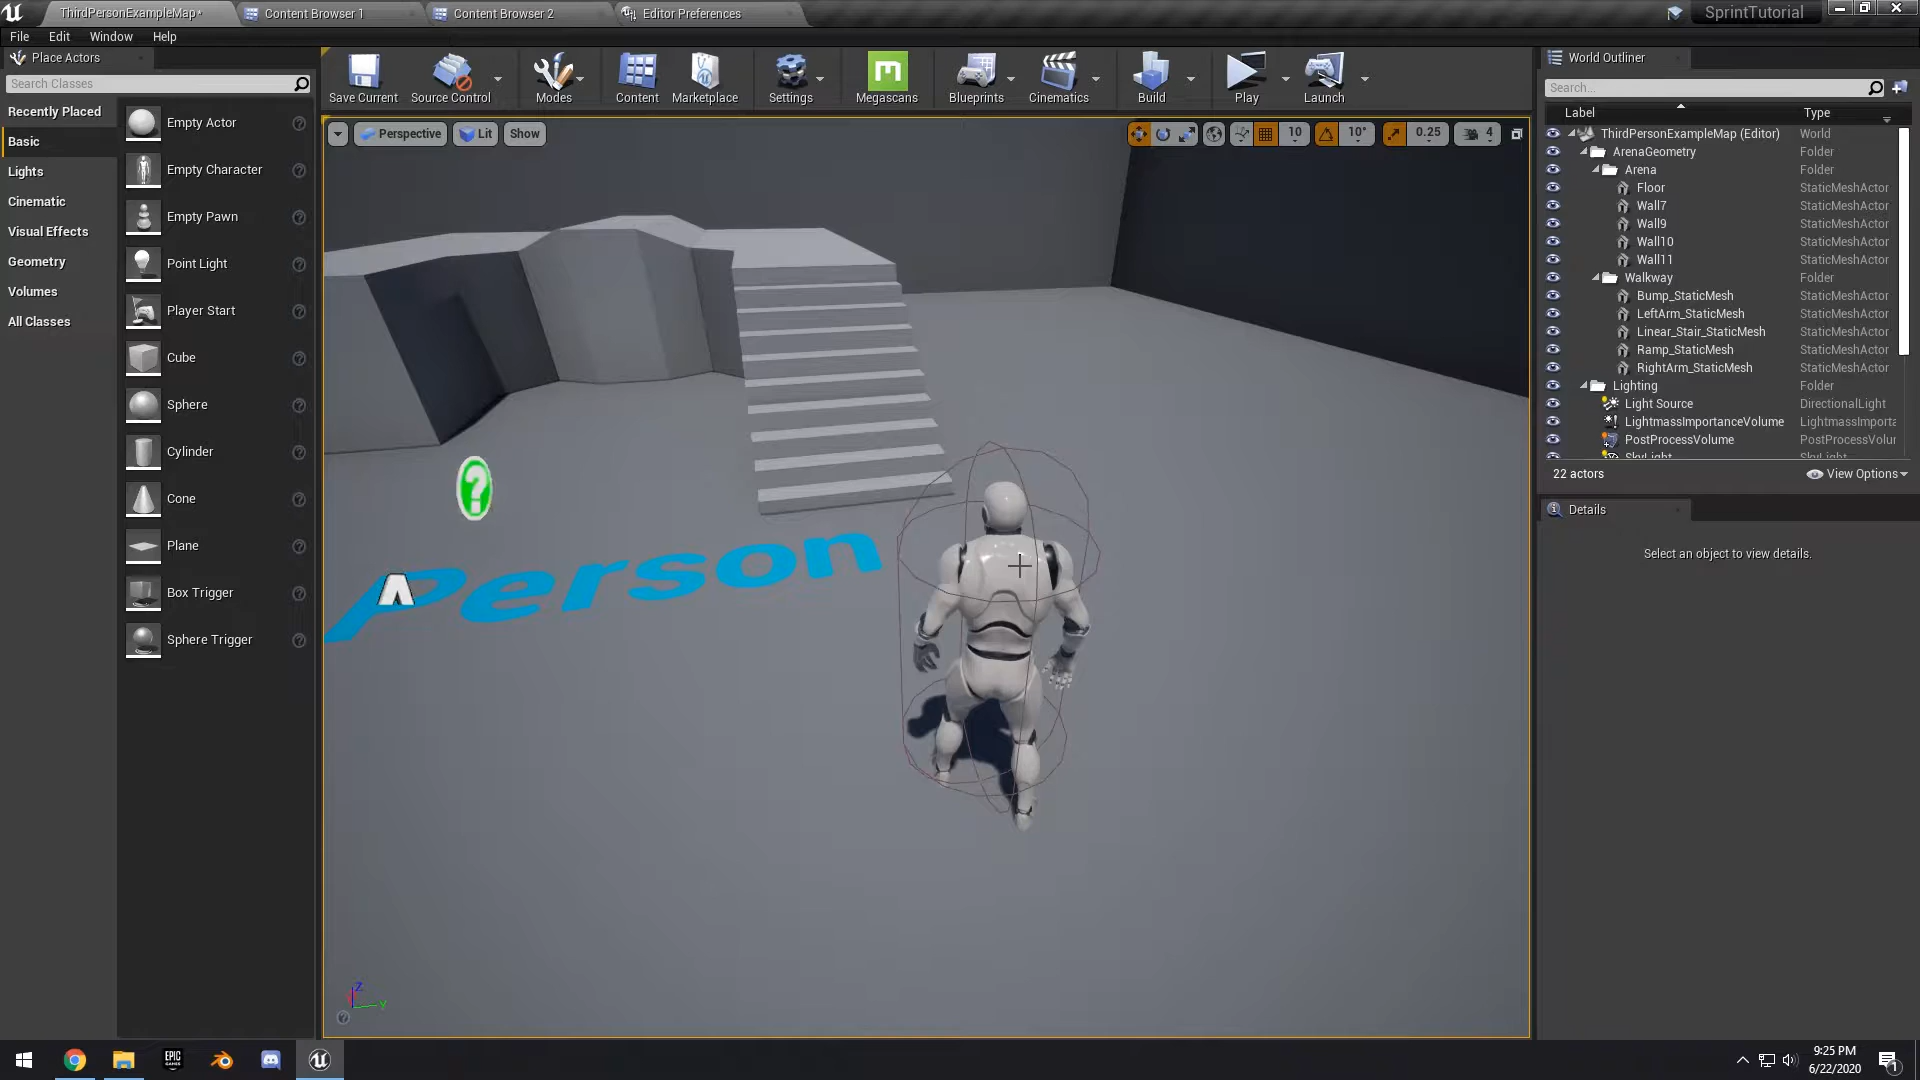 ThirdPersonExampleMap*
Content Browser 1
Content Browser 2
Editor Preferences
SprintTutorial
File Edit Window Help
Place Actors
Search Classes
Recently Placed
Basic
Lights
Cinematic
Visual Effects
Geometry
Volumes
All Classes
Empty Actor
Empty Character
Empty Pawn
Point Light
Player Start
Cube
Sphere
Cylinder
Cone
Plane
Box Trigger
Sphere Trigger
Save Current
Source Control
Modes
Content
Marketplace
Settings
Megascans
Blueprints
Cinematics
Build
Play
Launch
Perspective Lit Show
10 10° 0.25 4
Person
Z
Y
World Outliner
Search...
Label Type
ThirdPersonExampleMap (Editor) World
ArenaGeometry Folder
Arena Folder
Floor StaticMeshActor
Wall7 StaticMeshActor
Wall9 StaticMeshActor
Wall10 StaticMeshActor
Wall11 StaticMeshActor
Walkway Folder
Bump_StaticMesh StaticMeshActor
LeftArm_StaticMesh StaticMeshActor
Linear_Stair_StaticMesh StaticMeshActor
Ramp_StaticMesh StaticMeshActor
RightArm_StaticMesh StaticMeshActor
Lighting Folder
Light Source DirectionalLight
LightmassImportanceVolume LightmassImporta
PostProcessVolume PostProcessVolur
22 actors
View Options
Details
Select an object to view details.
EPIC
GAMES
9:25 PM
6/22/2020
1